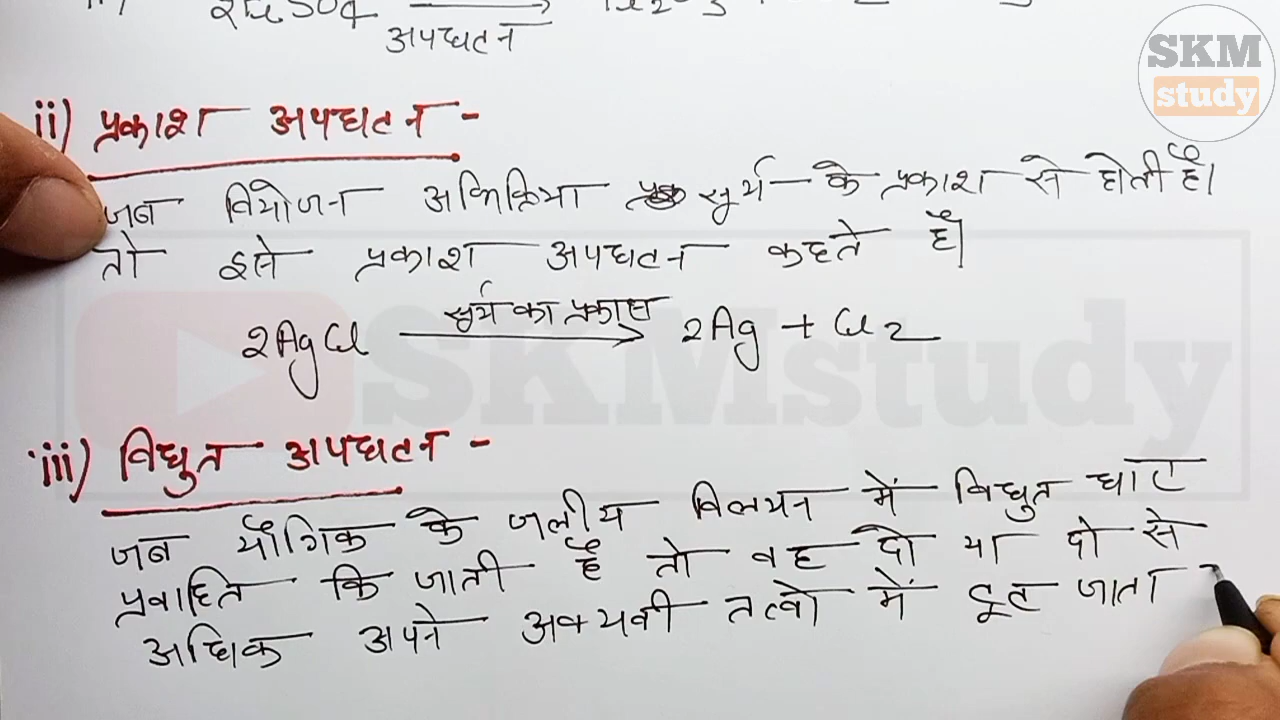 2FeSO4
अपघटन
SKM
study
ii) प्रकाश अपघटन -
जब वियोजन अभिक्रिया सूर्य के प्रकाश से होती है।
तो इसे प्रकाश अपघटन कहते है।
सूर्य का प्रकाश
2AgCl → 2Ag + Cl2
SKMstudy
iii) विधुत अपघटन -
जब यौगिक के जलीय विलयन में विधुत धारा
प्रवाहित कि जाती है तो वह दो या दो से
अधिक अपने अवयवी तत्वो में टूट जाता